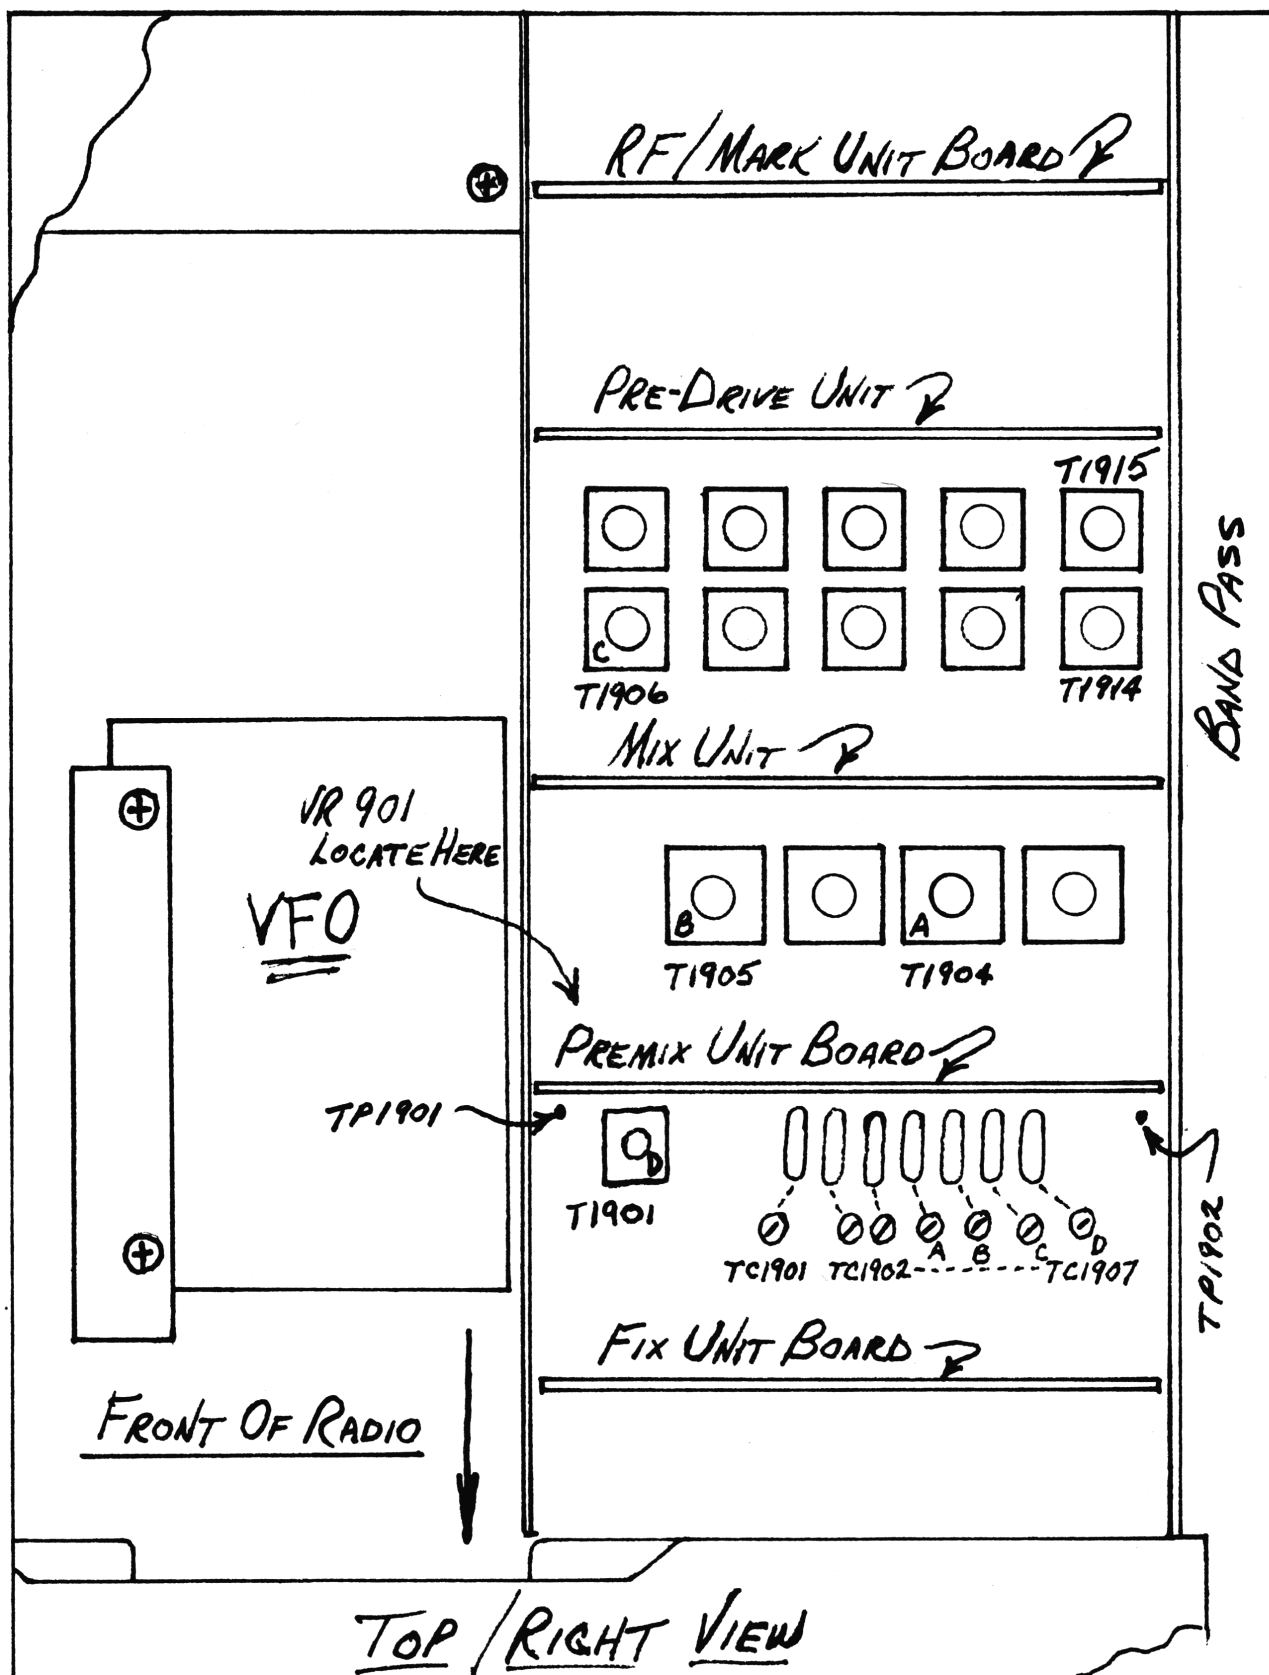 RF/MARK UNIT BOARD
PRE-DRIVE UNIT
T1915
C
T1906
T1914
BAND PASS
MIX UNIT
VR 901
LOCATE HERE
VFO
B
A
T1905
T1904
PREMIX UNIT BOARD
TP1901
D
T1901
A B C D
TC1901 TC1902-------TC1907
TP1902
FIX UNIT BOARD
FRONT OF RADIO
TOP/RIGHT VIEW